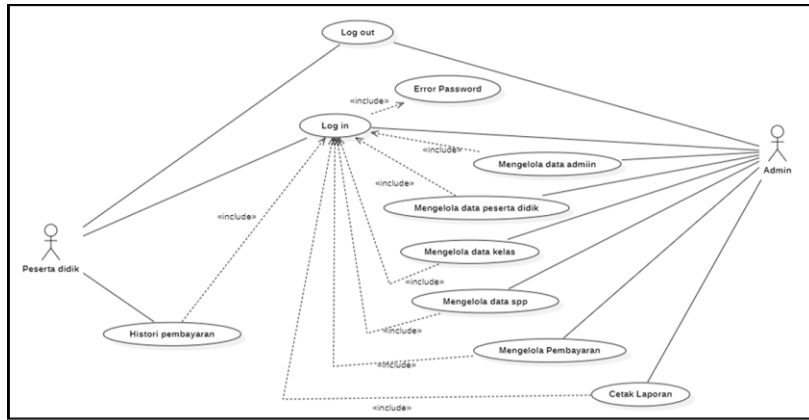 Log out
Error Password
«include»
Log in
«include»
Mengelola data admiin
Admin
«include»
Mengelola data peserta didik
«include»
Mengelola data kelas
Peserta didik
«include»
Mengelola data spp
«include»
Histori pembayaran
Mengelola Pembayaran
«include»
Cetak Laporan
«include»